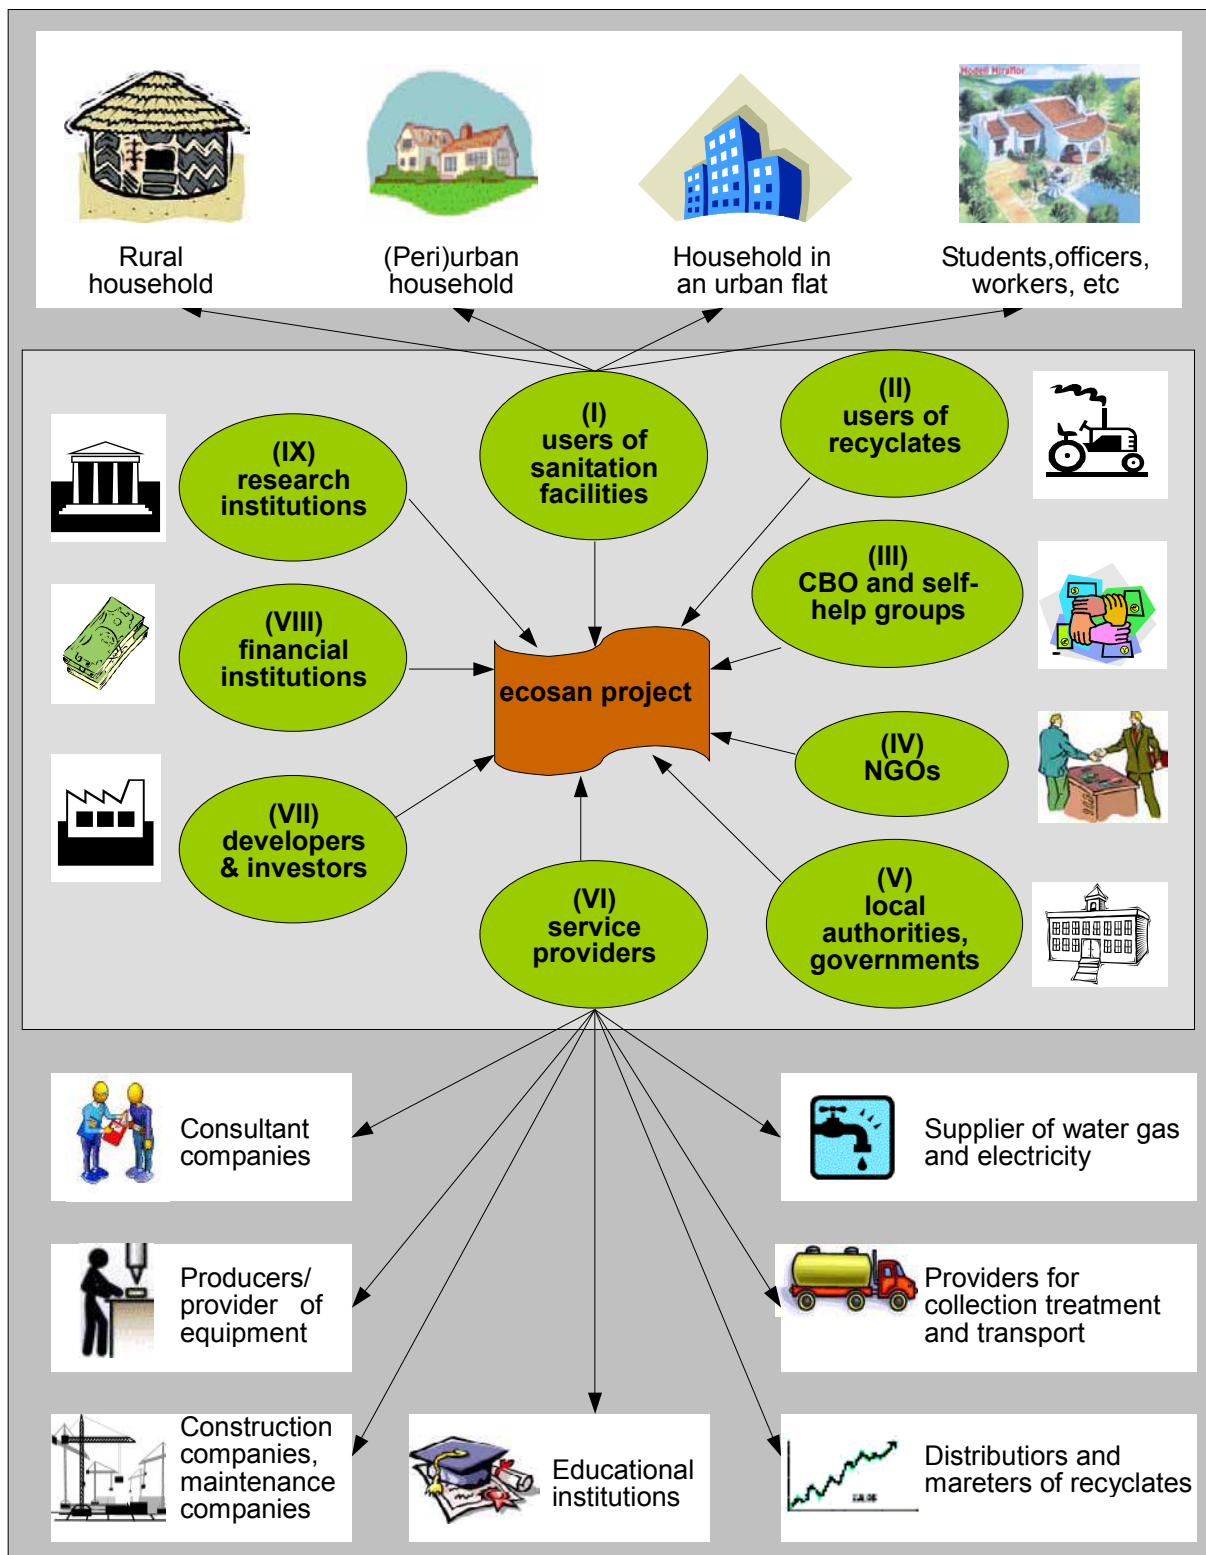 Modell Miraflor
Rural
household
(Peri)urban
household
Household in
an urban flat
Students,officers,
workers, etc
(I)
users of
sanitation
facilities
(II)
users of
recyclates
(IX)
research
institutions
(III)
CBO and self-
help groups
(VIII)
financial
institutions
ecosan project
(IV)
NGOs
(VII)
developers
& investors
(VI)
service
providers
(V)
local
authorities,
governments
Consultant
companies
Supplier of water gas
and electricity
Producers/
provider of
equipment
Providers for
collection treatment
and transport
Construction
companies,
maintenance
companies
Educational
institutions
Distributiors and
mareters of recyclates